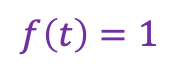 f(t) = 1